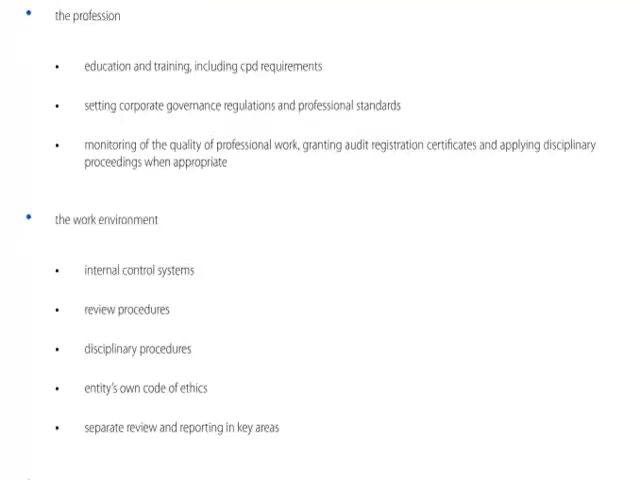 the profession
education and training, including cpd requirements
setting corporate governance regulations and professional standards
monitoring of the quality of professional work, granting audit registration certificates and applying disciplinary
proceedings when appropriate
the work environment
internal control systems
review procedures
disciplinary procedures
entity's own code of ethics
separate review and reporting in key areas